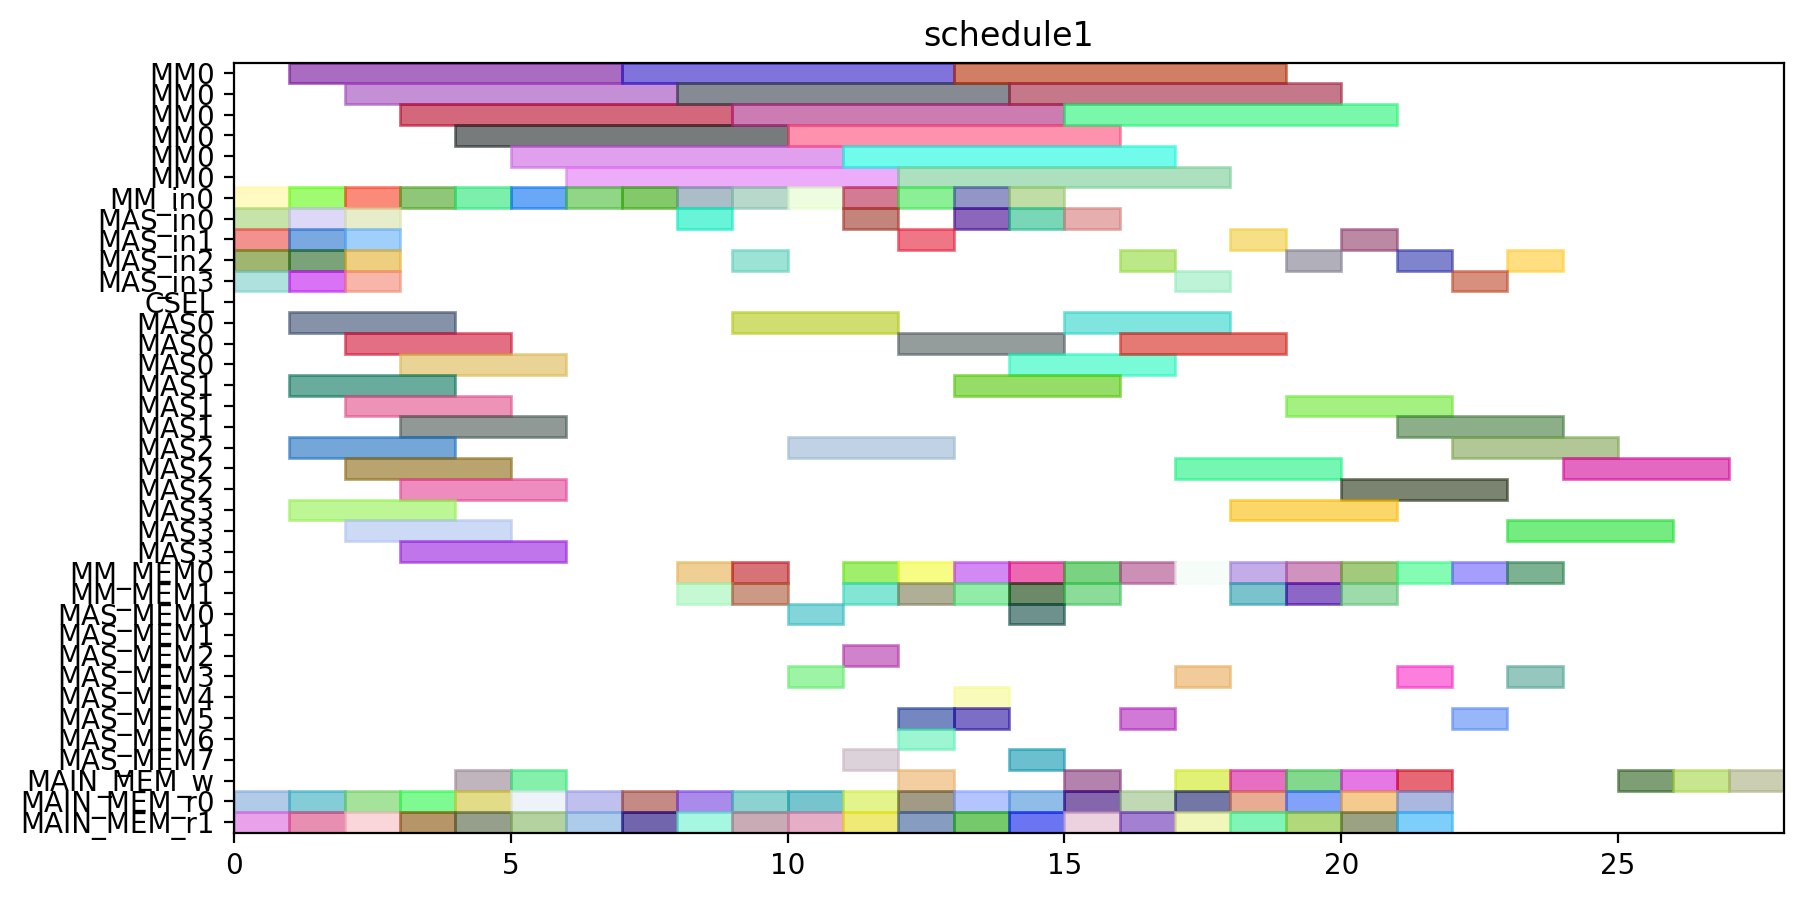 schedule1
MM0
MM0
MM0
MM0
MM0
MM0
MM_in0
MAS_in0
MAS_in1
MAS_in2
MAS_in3
CSEL
MAS0
MAS0
MAS0
MAS1
MAS1
MAS1
MAS2
MAS2
MAS2
MAS3
MAS3
MAS3
MM_MEM0
MM_MEM1
MAS_MEM0
MAS_MEM1
MAS_MEM2
MAS_MEM3
MAS_MEM4
MAS_MEM5
MAS_MEM6
MAS_MEM7
MAIN_MEM_w
MAIN_MEM_r0
MAIN_MEM_r1
0 5 10 15 20 25